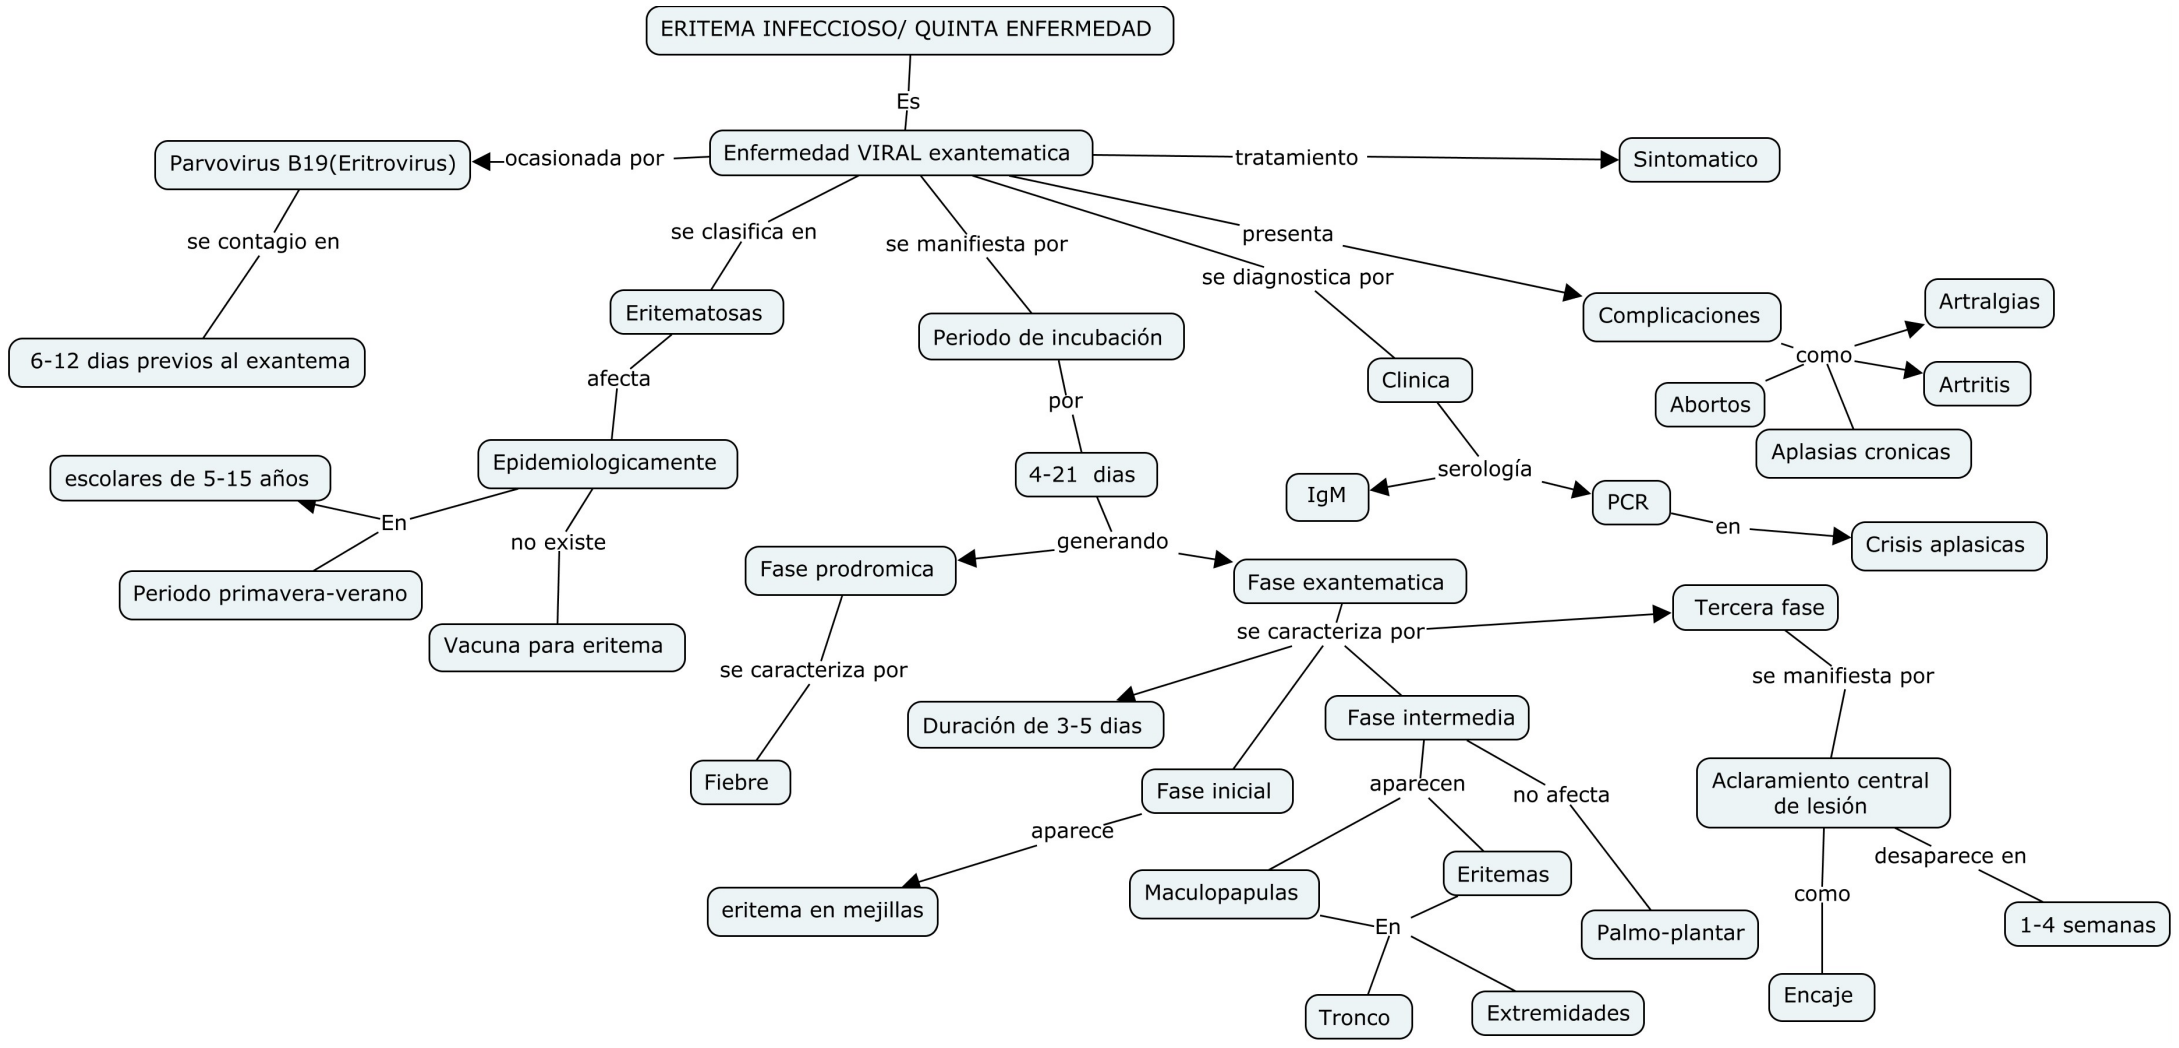 ERITEMA INFECCIOSO/ QUINTA ENFERMEDAD
Es
Enfermedad VIRAL exantematica
ocasionada por
Parvovirus B19(Eritrovirus)
se contagio en
6-12 dias previos al exantema
tratamiento
Sintomatico
se clasifica en
Eritematosas
afecta
Epidemiologicamente
En
escolares de 5-15 años
Periodo primavera-verano
no existe
Vacuna para eritema
se manifiesta por
Periodo de incubación
por
4-21 dias
generando
Fase prodromica
se caracteriza por
Fiebre
Fase exantematica
se caracteriza por
Duración de 3-5 dias
Fase inicial
aparece
eritema en mejillas
Fase intermedia
aparecen
Maculopapulas
Eritemas
En
Tronco
Extremidades
no afecta
Palmo-plantar
Tercera fase
se manifiesta por
Aclaramiento central
de lesión
como
Encaje
desaparece en
1-4 semanas
se diagnostica por
Clinica
serología
IgM
PCR
en
Crisis aplasicas
presenta
Complicaciones
como
Artralgias
Artritis
Abortos
Aplasias cronicas